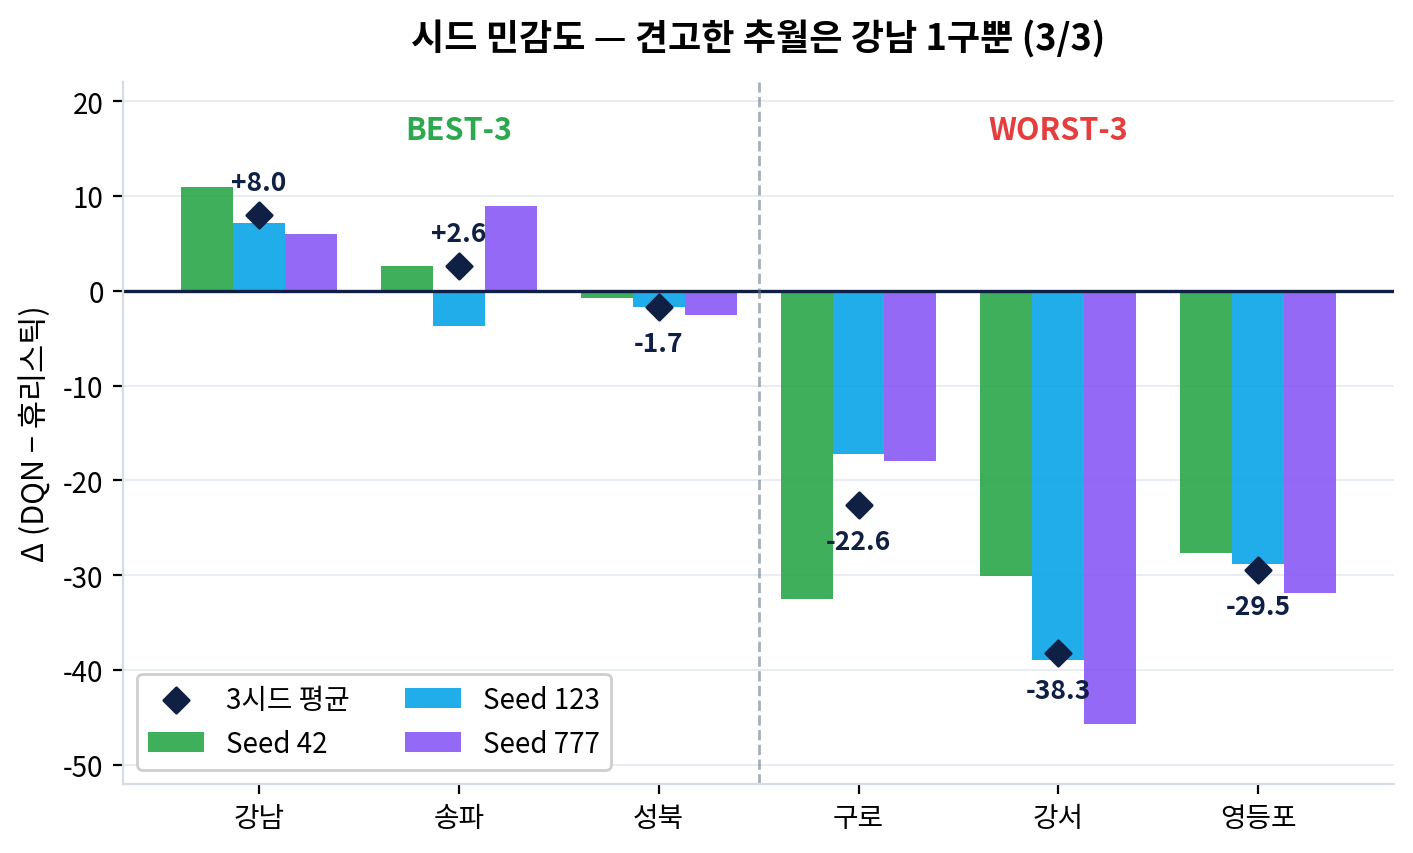 시드 민감도 — 견고한 추월은 강남 1구뿐 (3/3)
BEST-3
WORST-3
Δ (DQN − 휴리스틱)
20
10
0
-10
-20
-30
-40
-50
+8.0
+2.6
-1.7
-22.6
-38.3
-29.5
3시드 평균
Seed 42
Seed 123
Seed 777
강남
송파
성북
구로
강서
영등포